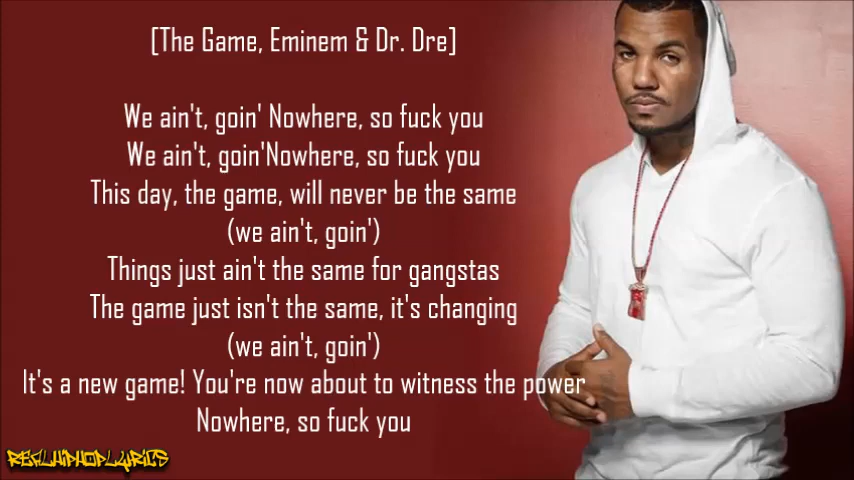 [The Game, Eminem & Dr. Dre]
We ain't, goin' Nowhere, so fuck you
We ain't, goin'Nowhere, so fuck you
This day, the game, will never be the same
(we ain't, goin')
Things just ain't the same for gangstas
The game just isn't the same, it's changing
(we ain't, goin')
It's a new game! You're now about to witness the power
Nowhere, so fuck you
REALHIPHOPLYRICS